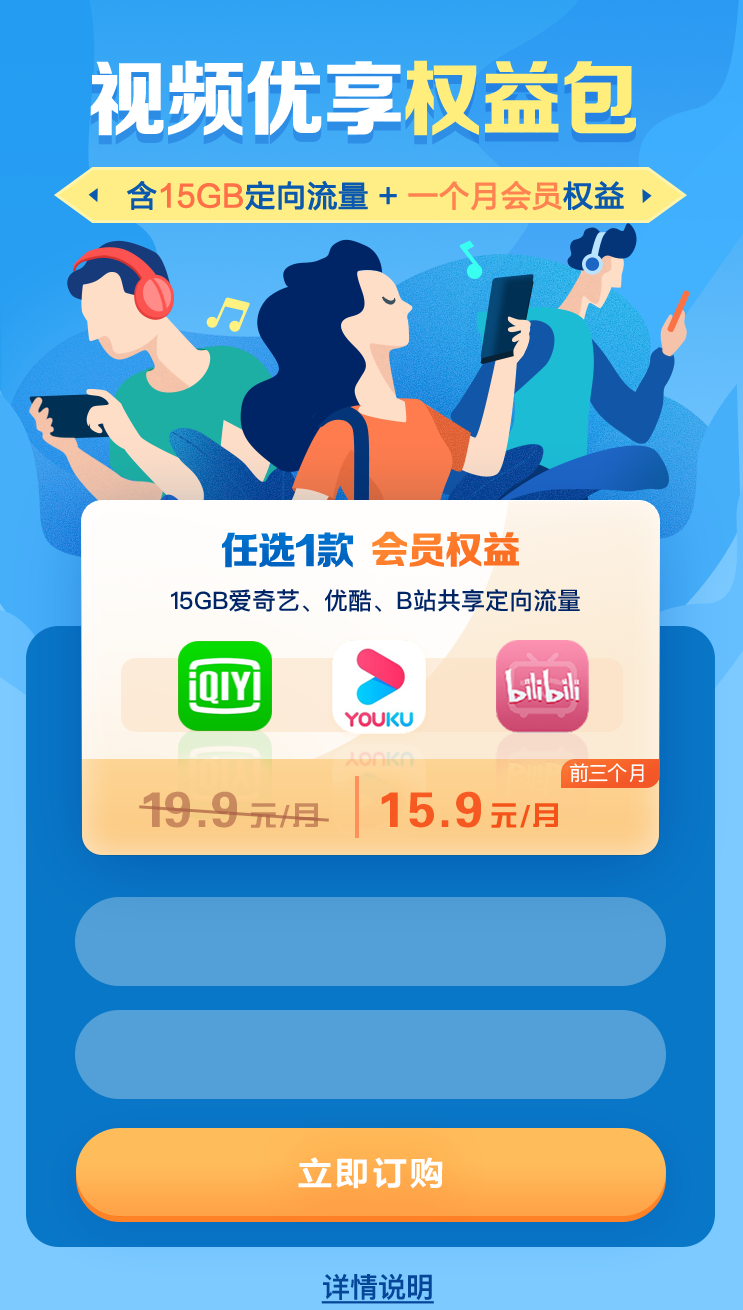 视频优享权益包
含15GB定向流量 + 一个月会员权益
任选1款 会员权益
15GB爱奇艺、优酷、B站共享定向流量
iQIYI YOUKU bilibili
前三个月
19.9元/月 15.9元/月
立即订购
详情说明